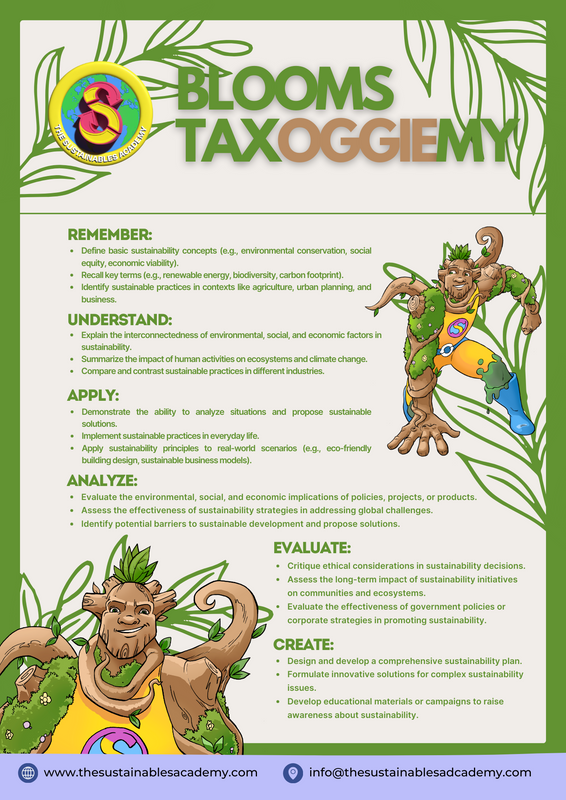 THE SUSTAINABLES ACADEMY
BLOOMS
TAXOGGIEMY
REMEMBER:
• Define basic sustainability concepts (e.g., environmental conservation, social
equity, economic viability).
• Recall key terms (e.g., renewable energy, biodiversity, carbon footprint).
• Identify sustainable practices in contexts like agriculture, urban planning, and
business.
UNDERSTAND:
• Explain the interconnectedness of environmental, social, and economic factors in
sustainability.
• Summarize the impact of human activities on ecosystems and climate change.
• Compare and contrast sustainable practices in different industries.
APPLY:
• Demonstrate the ability to analyze situations and propose sustainable
solutions.
• Implement sustainable practices in everyday life.
• Apply sustainability principles to real-world scenarios (e.g., eco-friendly
building design, sustainable business models).
ANALYZE:
• Evaluate the environmental, social, and economic implications of policies, projects, or products.
• Assess the effectiveness of sustainability strategies in addressing global challenges.
• Identify potential barriers to sustainable development and propose solutions.
EVALUATE:
• Critique ethical considerations in sustainability decisions.
• Assess the long-term impact of sustainability initiatives
on communities and ecosystems.
• Evaluate the effectiveness of government policies or
corporate strategies in promoting sustainability.
CREATE:
• Design and develop a comprehensive sustainability plan.
• Formulate innovative solutions for complex sustainability
issues.
• Develop educational materials or campaigns to raise
awareness about sustainability.
www.thesustainablesacademy.com
info@thesustainablesadcademy.com